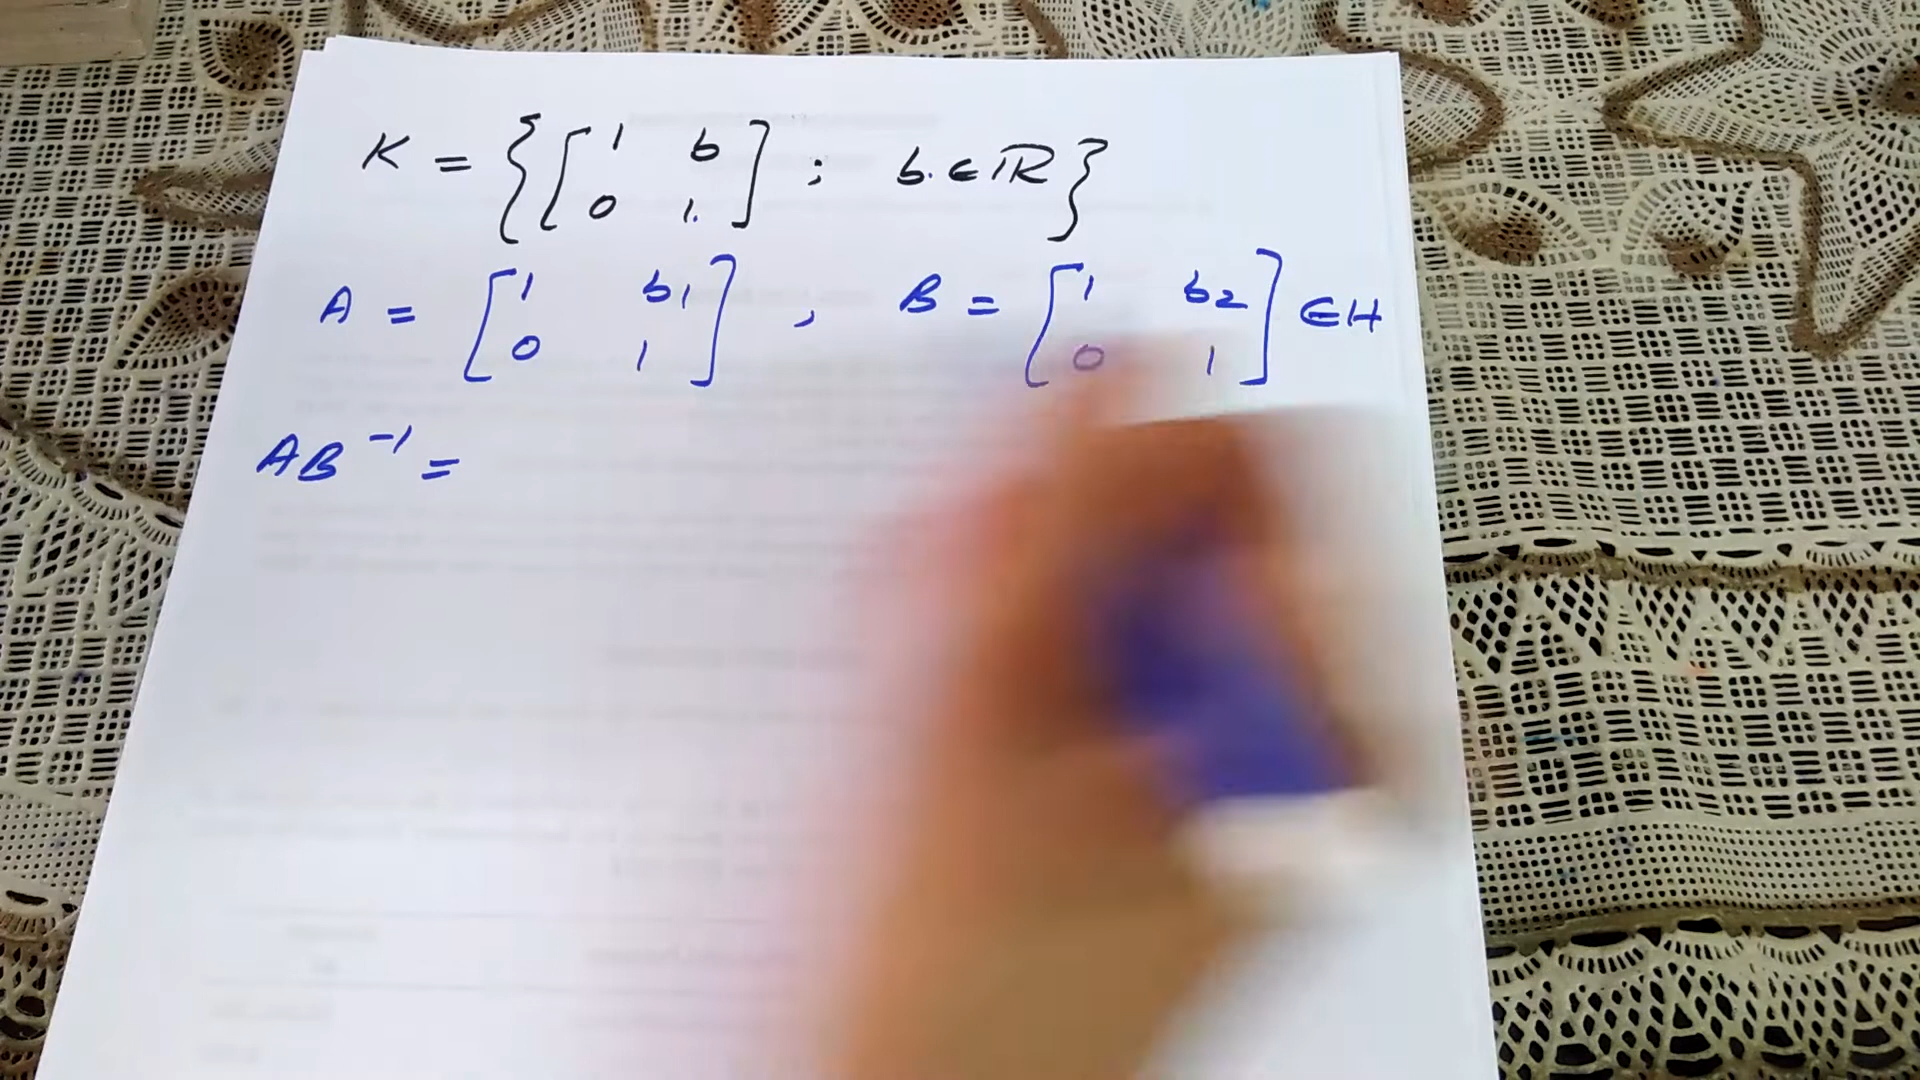 K = { [ 1 b ] ; b. ∈ ℝ }
0 1.
A = [ 1 b1 ] , B = [ 1 b2 ] ∈ H
0 1 0 1
AB⁻¹ =